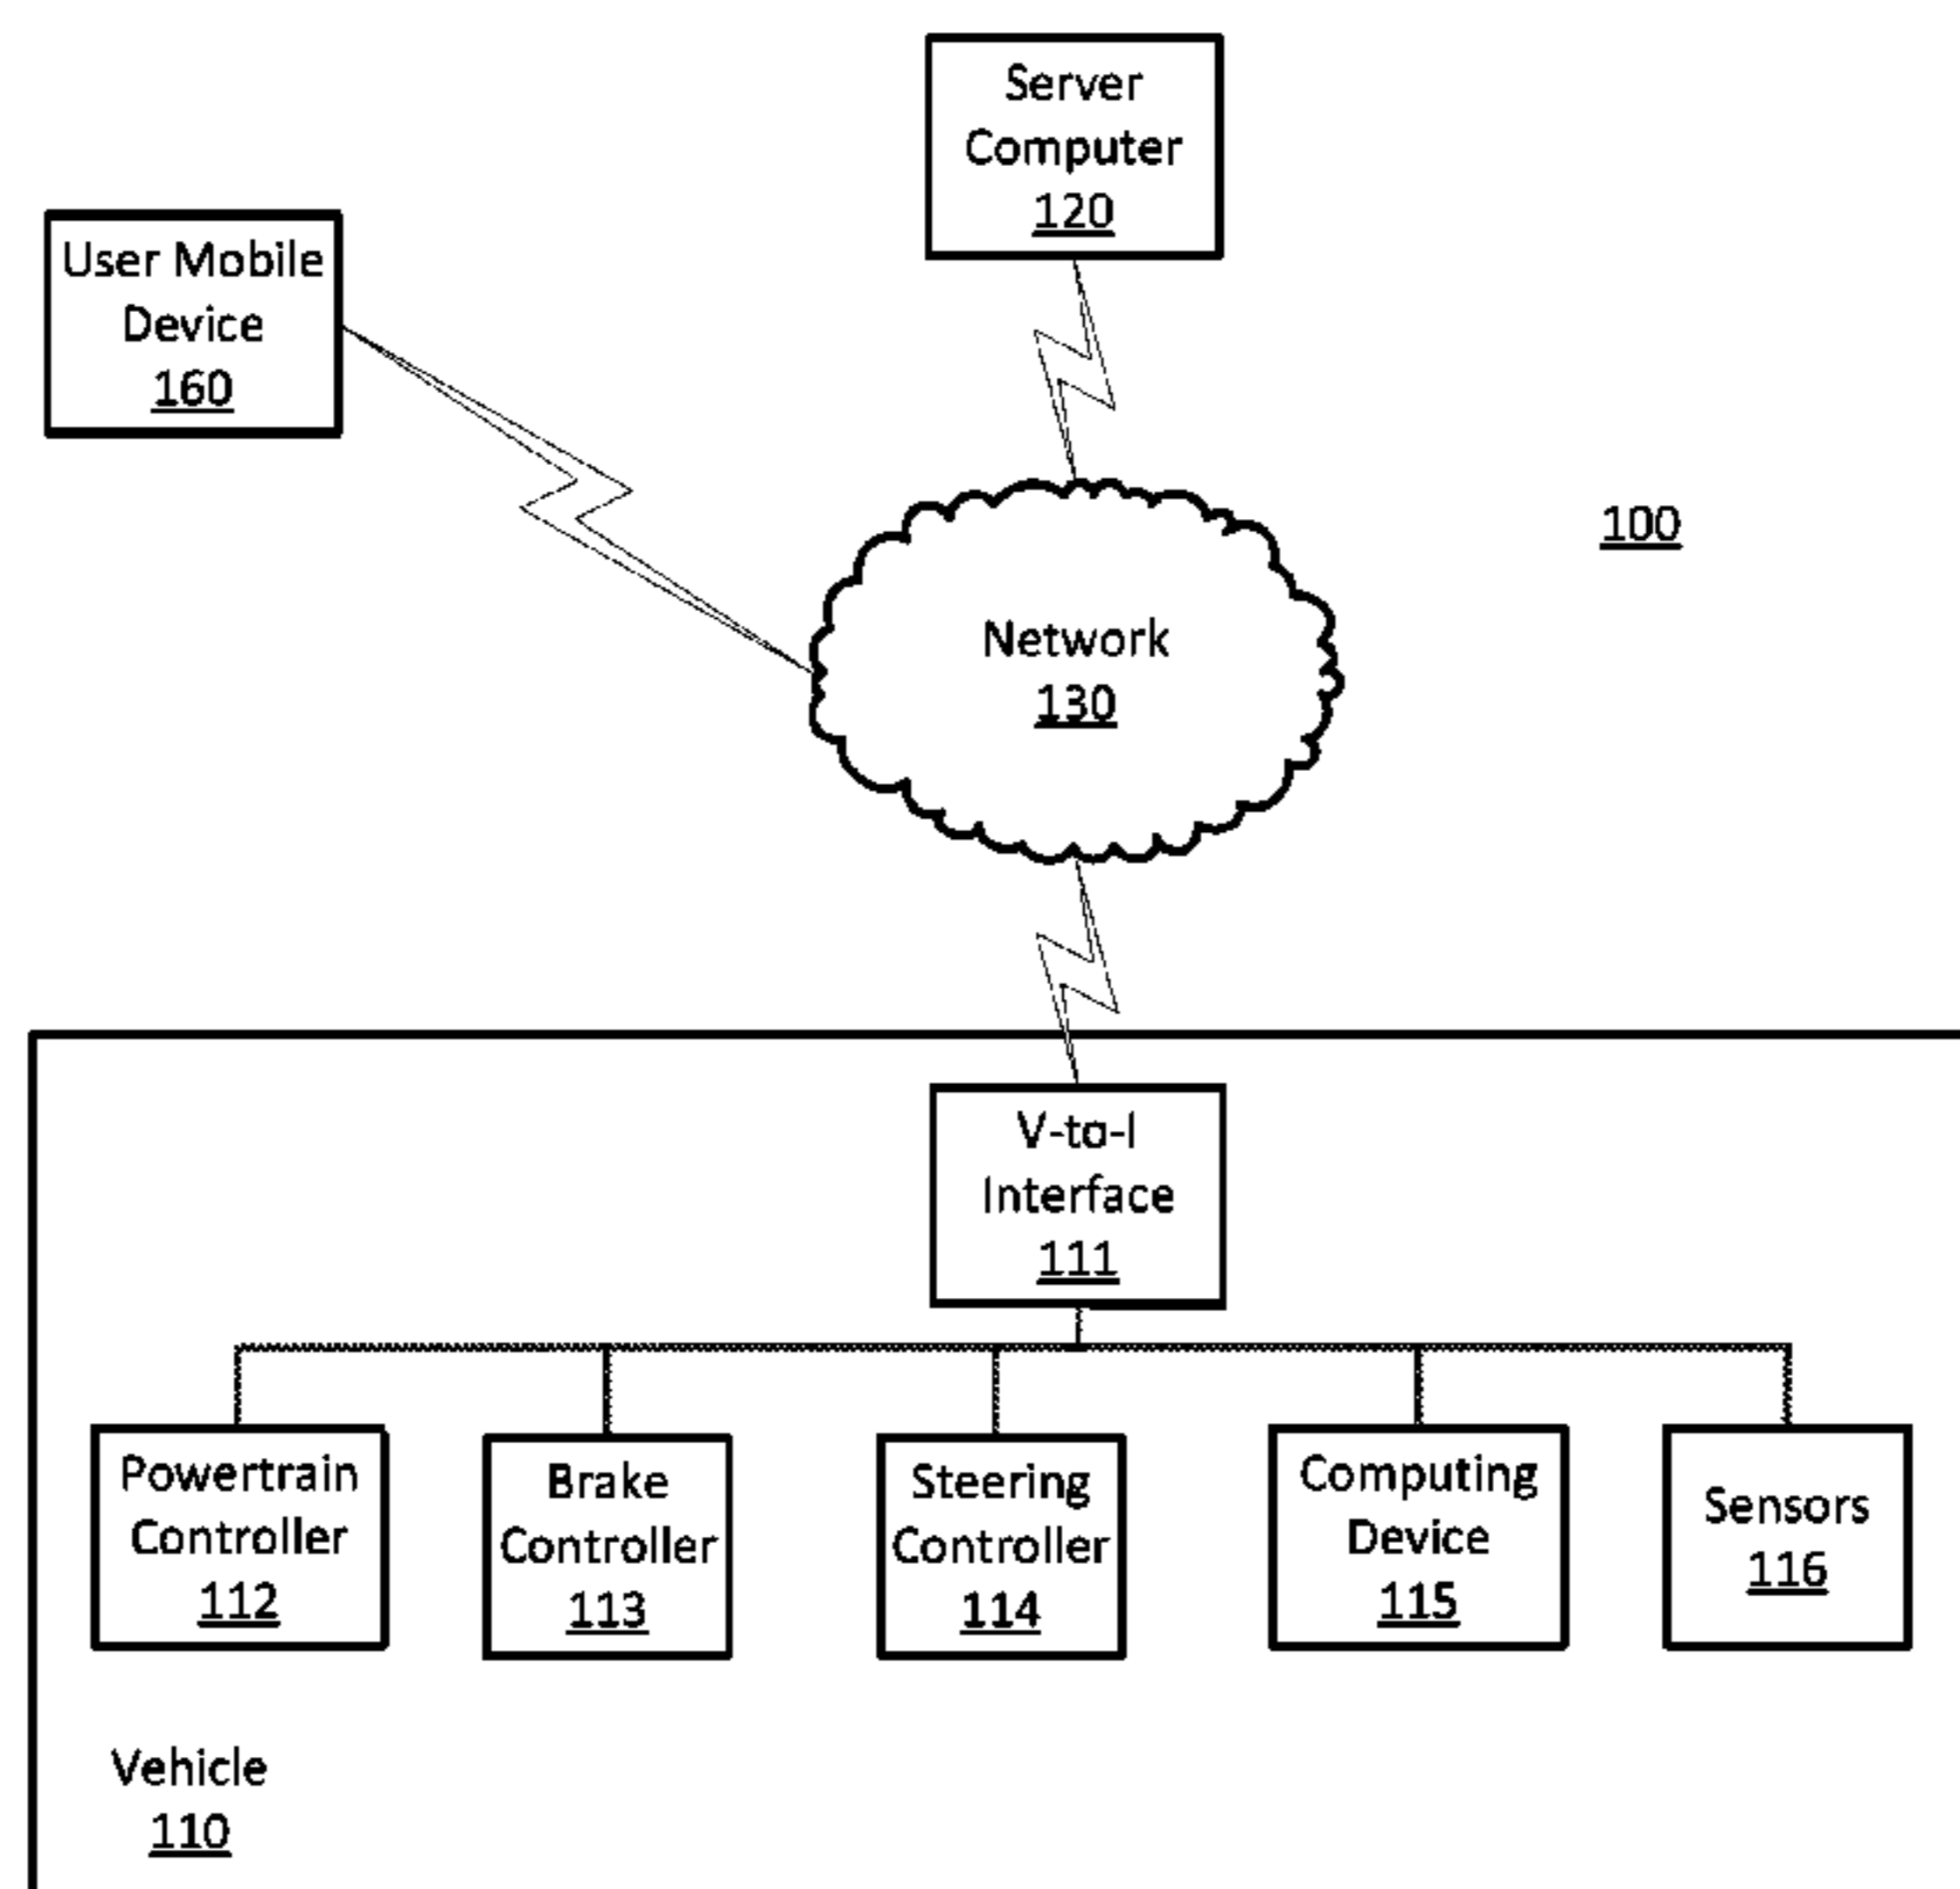 Server
Computer
120
User Mobile
Device
160
100
Network
130
V-to-I
Interface
111
Powertrain
Controller
112
Brake
Controller
113
Steering
Controller
114
Computing
Device
115
Sensors
116
Vehicle
110